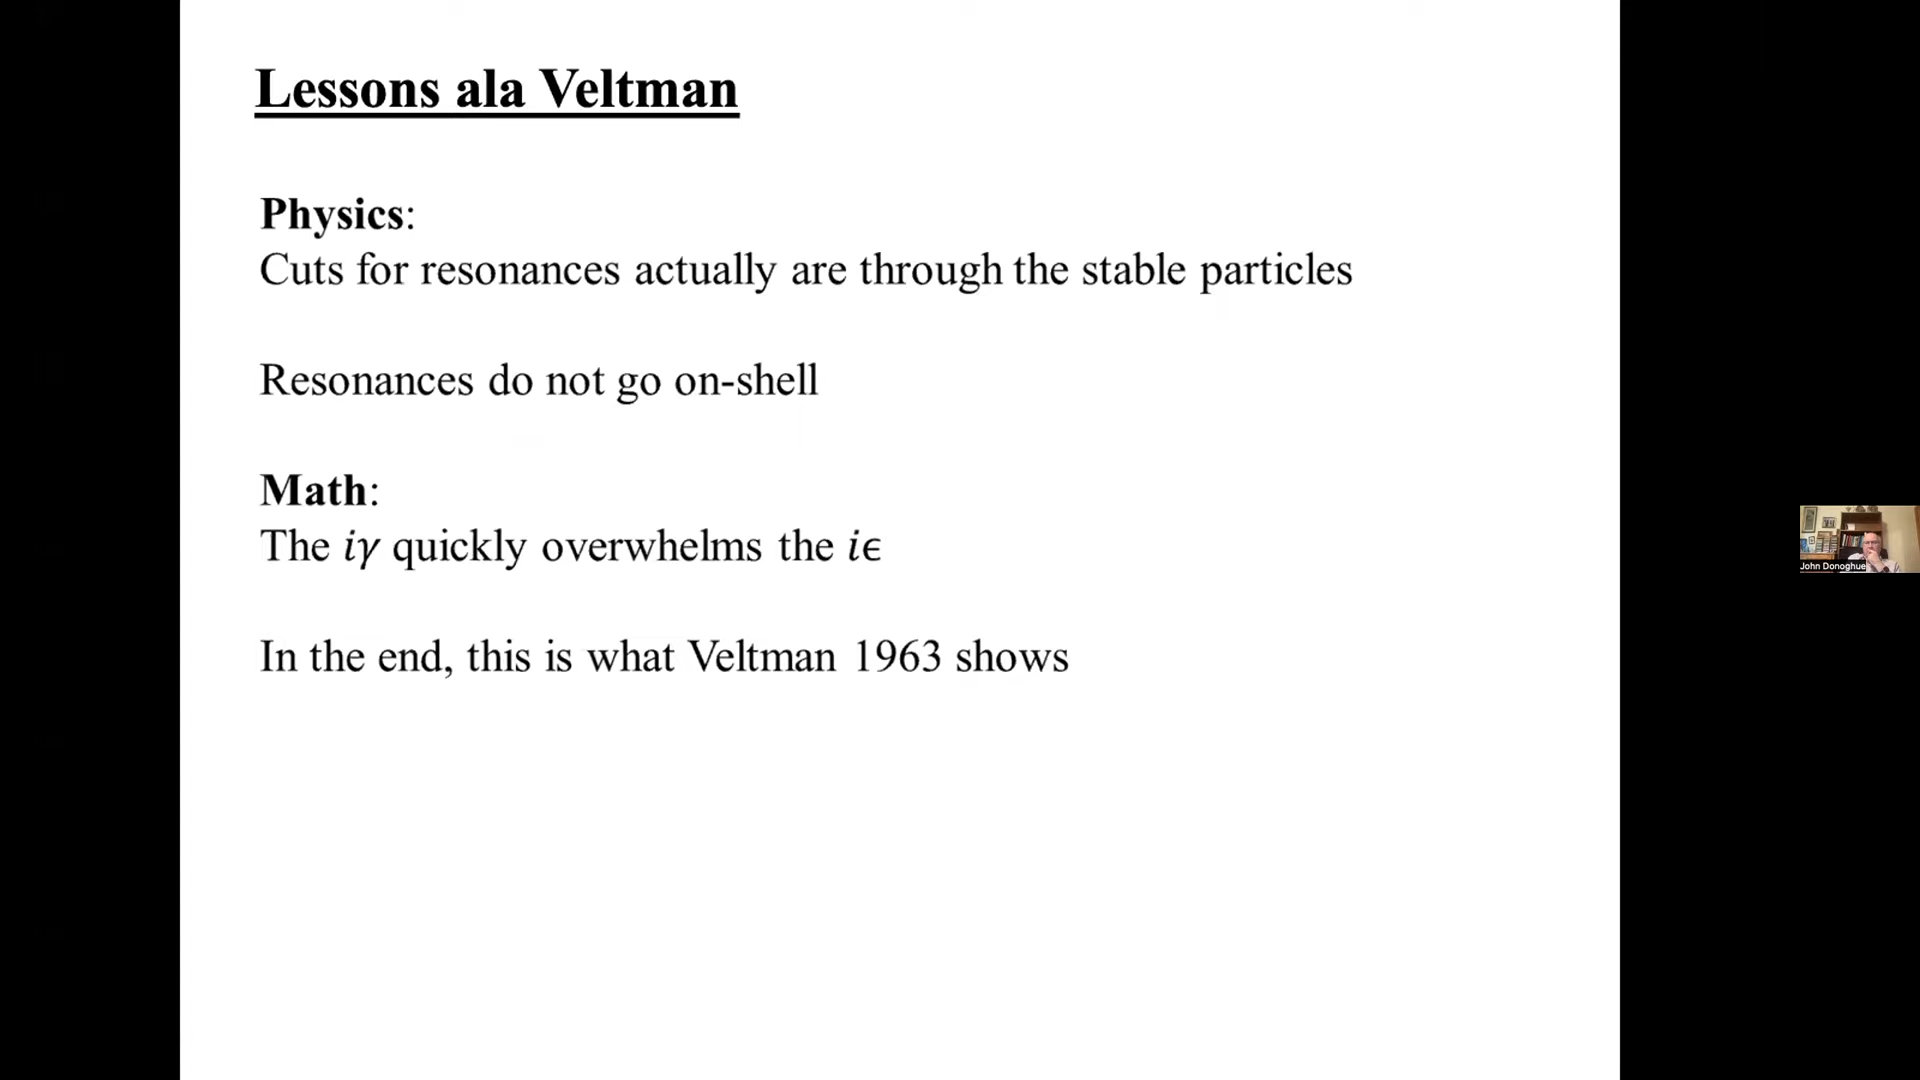 Lessons ala Veltman
Physics:
Cuts for resonances actually are through the stable particles
Resonances do not go on-shell
Math:
The iγ quickly overwhelms the iϵ
In the end, this is what Veltman 1963 shows
John Donoghue